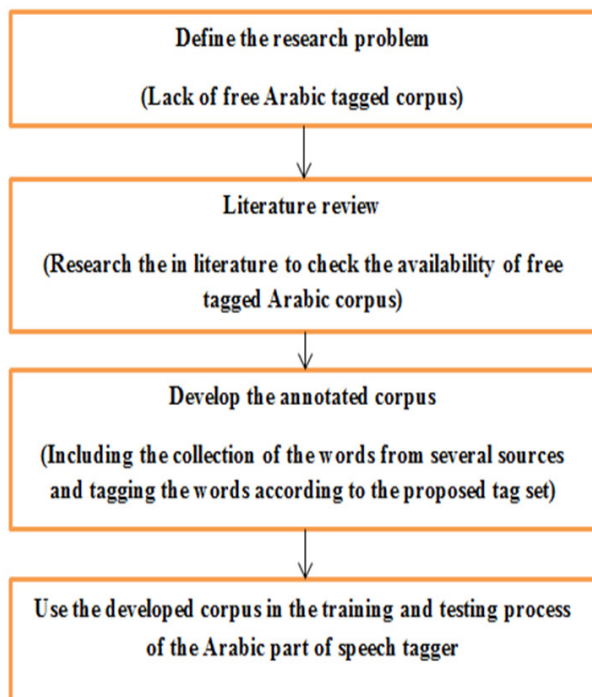 Define the research problem
(Lack of free Arabic tagged corpus)
Literature review
(Research the in literature to check the availability of free
tagged Arabic corpus)
Develop the annotated corpus
(Including the collection of the words from several sources
and tagging the words according to the proposed tag set)
Use the developed corpus in the training and testing process
of the Arabic part of speech tagger